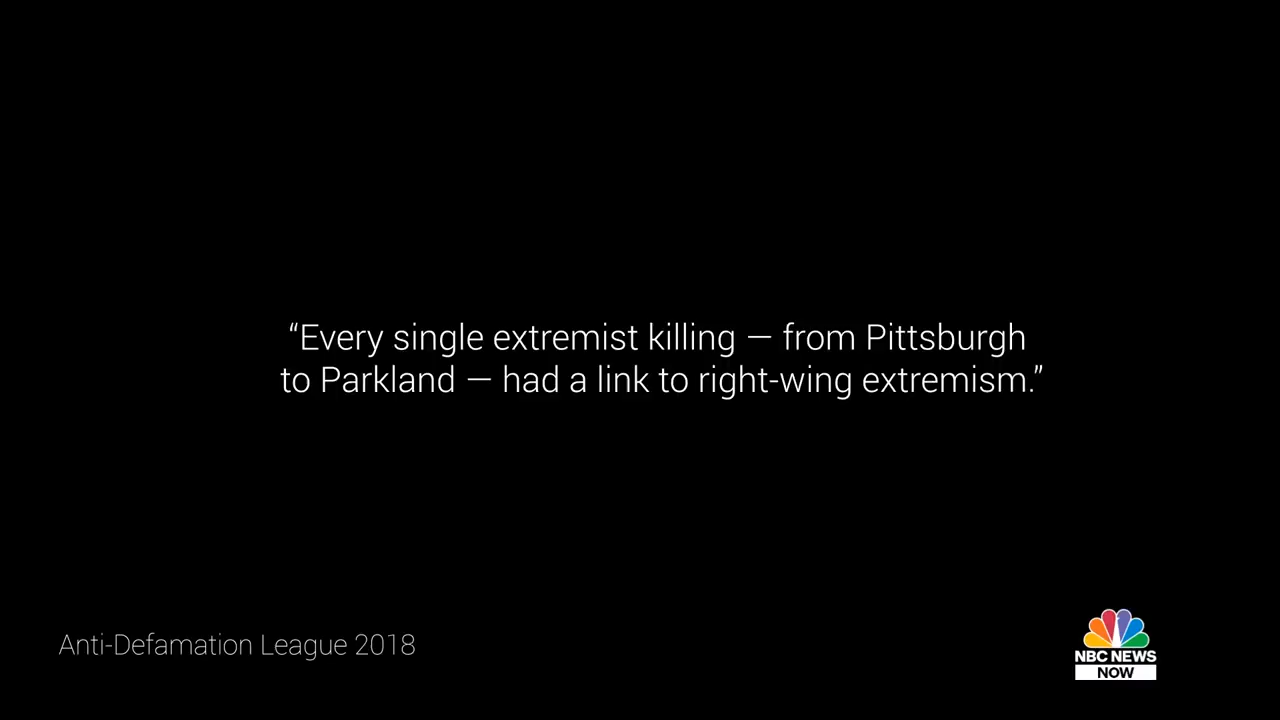 “Every single extremist killing — from Pittsburgh
to Parkland — had a link to right-wing extremism.”
Anti-Defamation League 2018
NBC NEWS
NOW